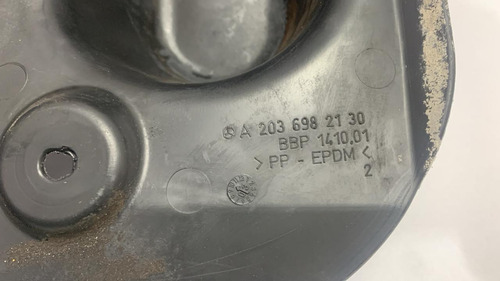 A 203 698 21 30
BBP 1410.01
>PP - EPDM<
2